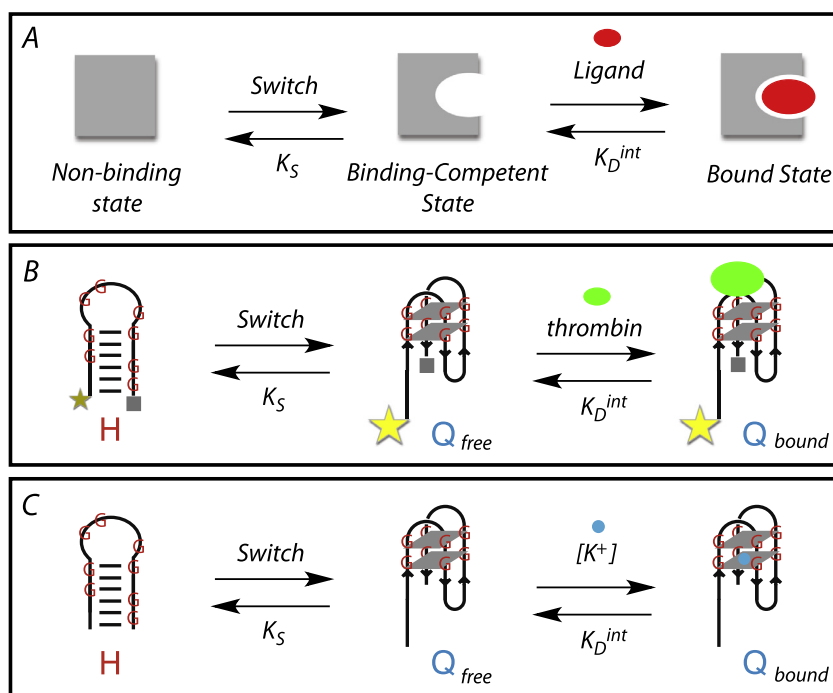 A
Switch
K_S
Ligand
K_D^int
Non-binding
state
Binding-Competent
State
Bound State
B
G
G
G
G
G
G
G
G
H
Switch
K_S
G
G
G
G
G
G
G
Q free
thrombin
K_D^int
G
G
G
G
G
G
G
Q bound
C
G
G
G
G
G
G
G
G
H
Switch
K_S
G
G
G
G
G
G
G
Q free
[K⁺]
K_D^int
G
G
G
G
G
G
G
Q bound